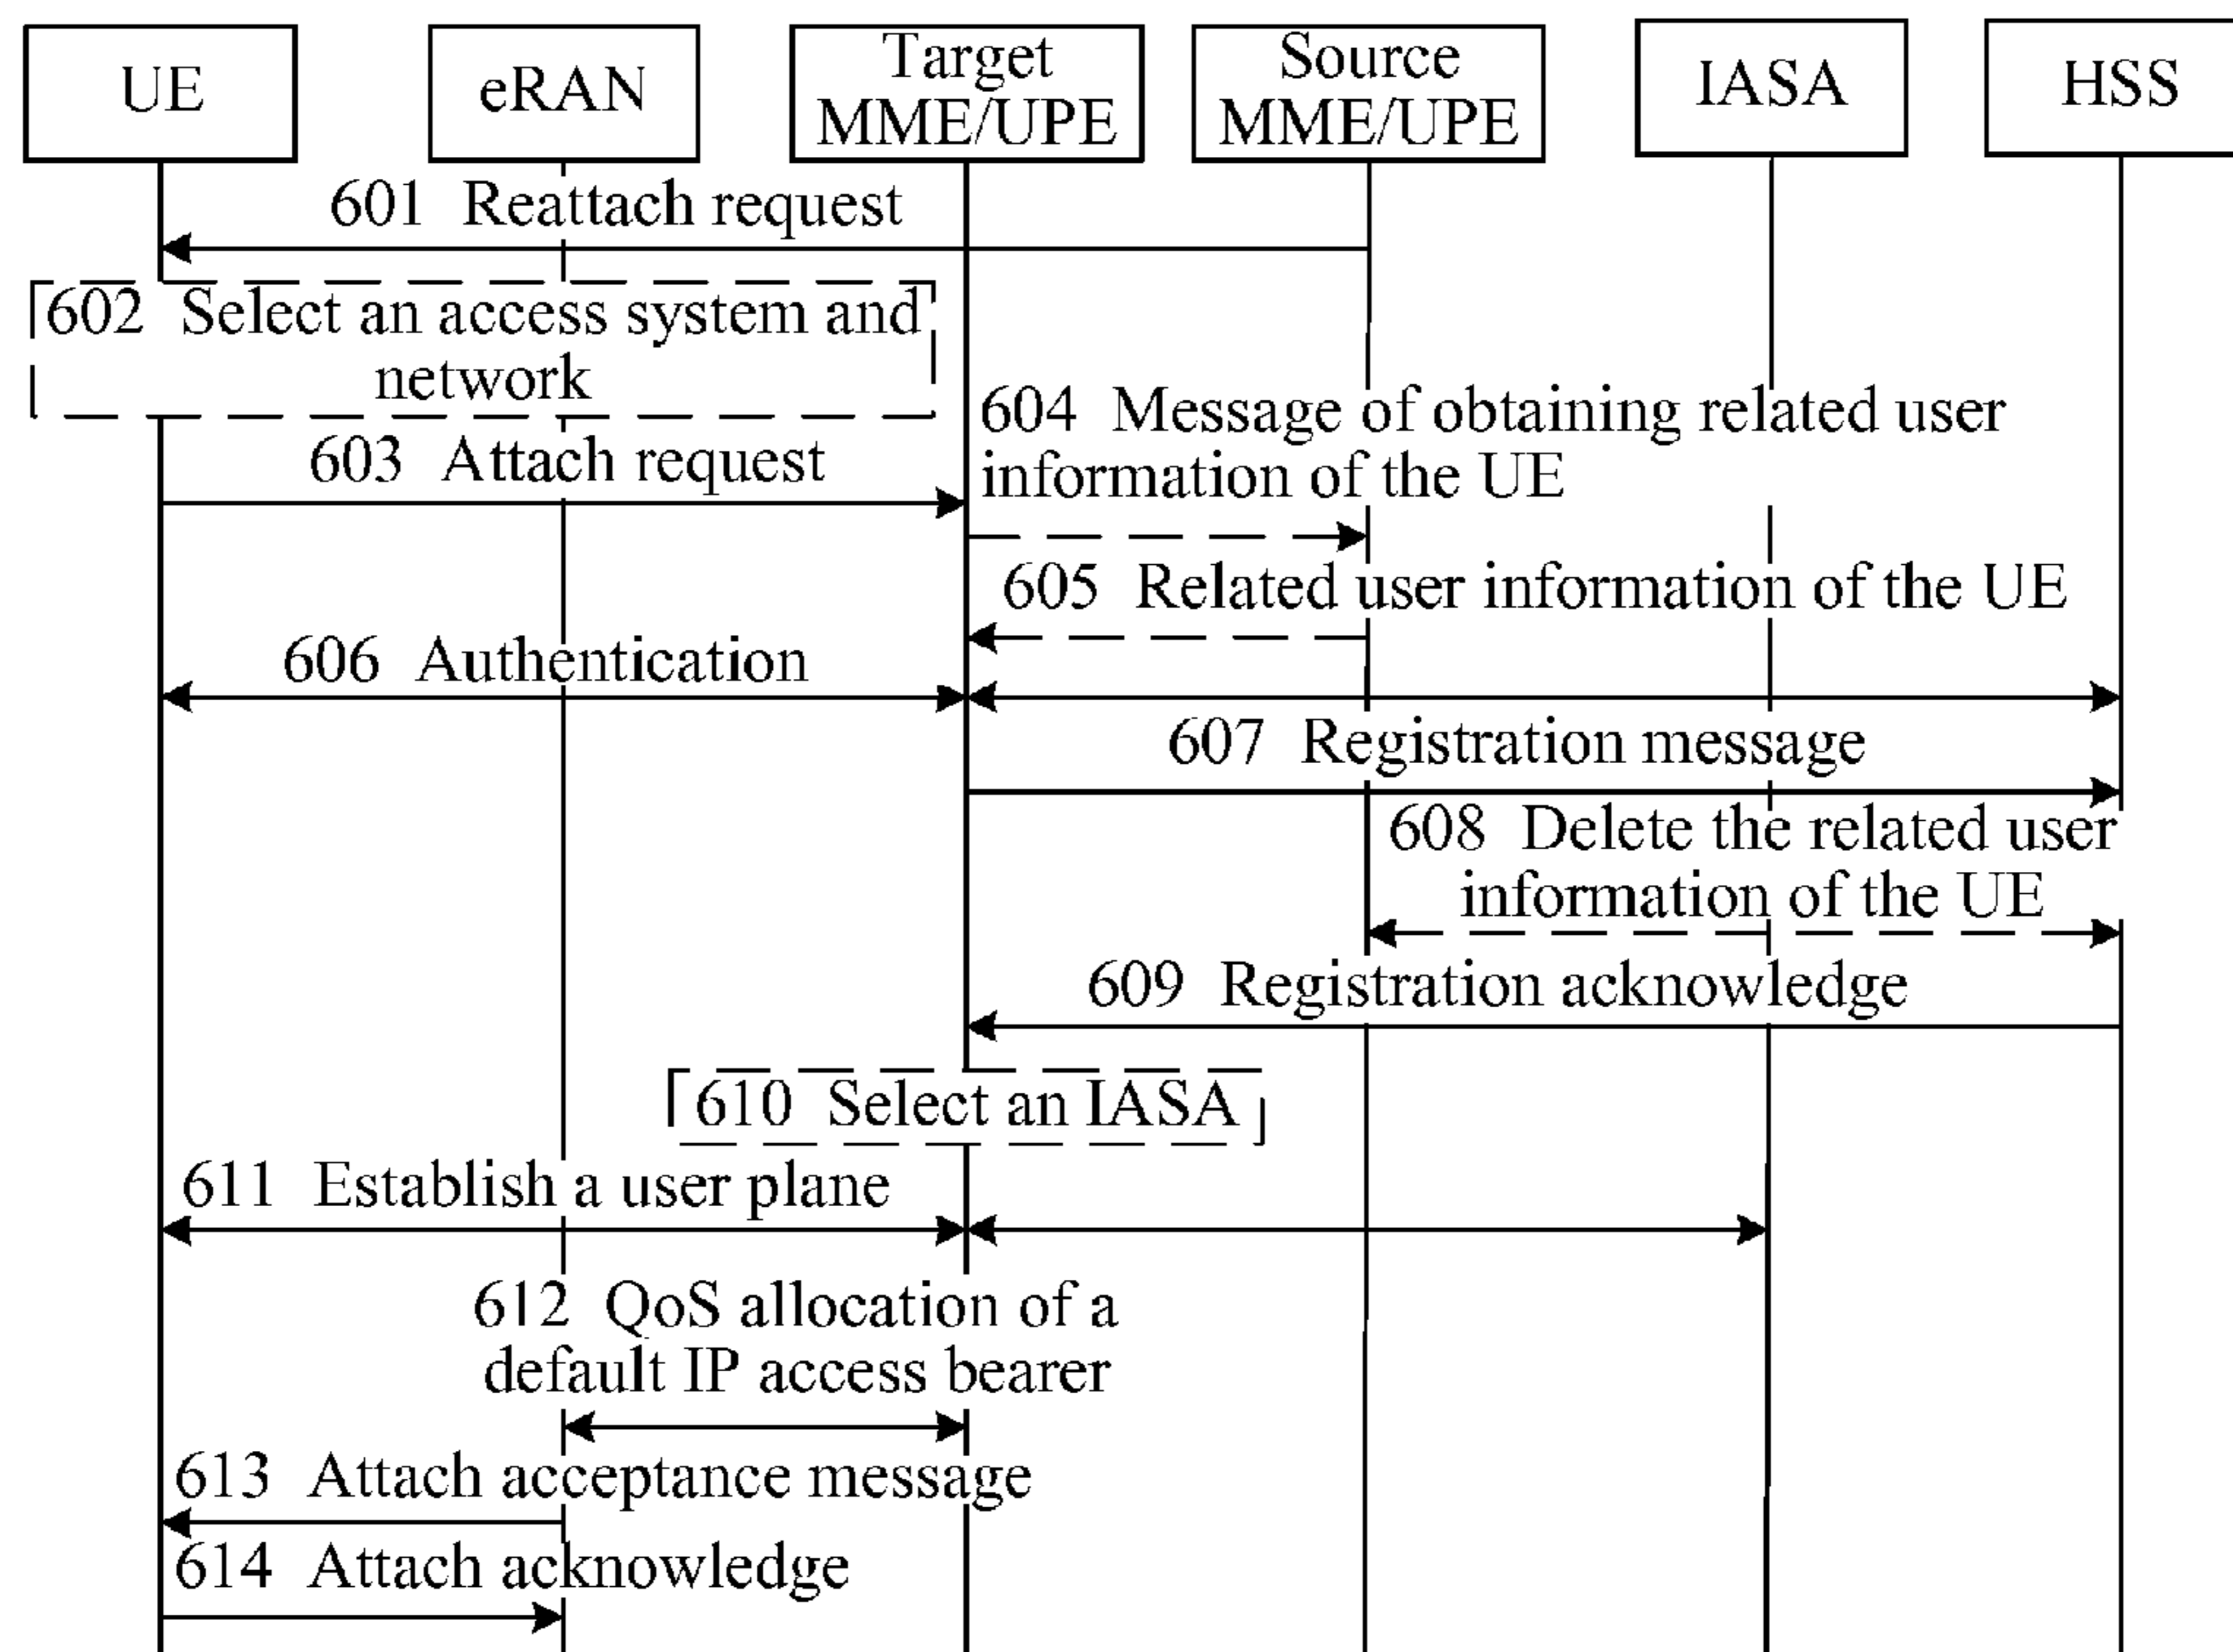 UE
eRAN
Target
MME/UPE
Source
MME/UPE
IASA
HSS
601 Reattach request
602 Select an access system and
network
603 Attach request
604 Message of obtaining related user
information of the UE
605 Related user information of the UE
606 Authentication
607 Registration message
608 Delete the related user
information of the UE
609 Registration acknowledge
610 Select an IASA
611 Establish a user plane
612 QoS allocation of a
default IP access bearer
613 Attach acceptance message
614 Attach acknowledge